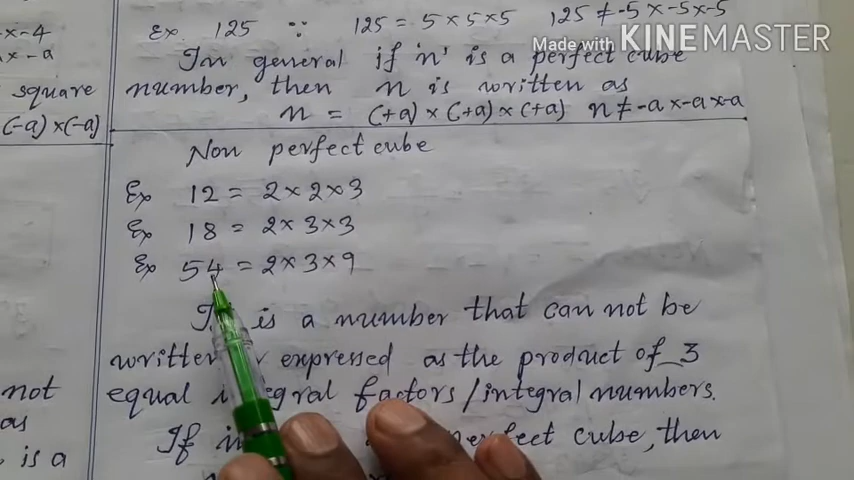 x-4
x-a
square
(-a) x(-a)
not
as
is a
Ex. 125 ∵ 125 = 5 x 5 x 5 125 ≠ -5 x -5 x -5
Made with KINEMASTER
In general if 'n' is a perfect cube
number, then n is written as
n = (+a) x (+a) x (+a) n ≠ -a x -a x -a
Non perfect cube
Ex 12 = 2 x 2 x 3
Ex 18 = 2 x 3 x 3
Ex 54 = 2 x 3 x 9
is a number that can not be
written expressed as the product of 3
equal factors / integral numbers.
If perfect cube, then